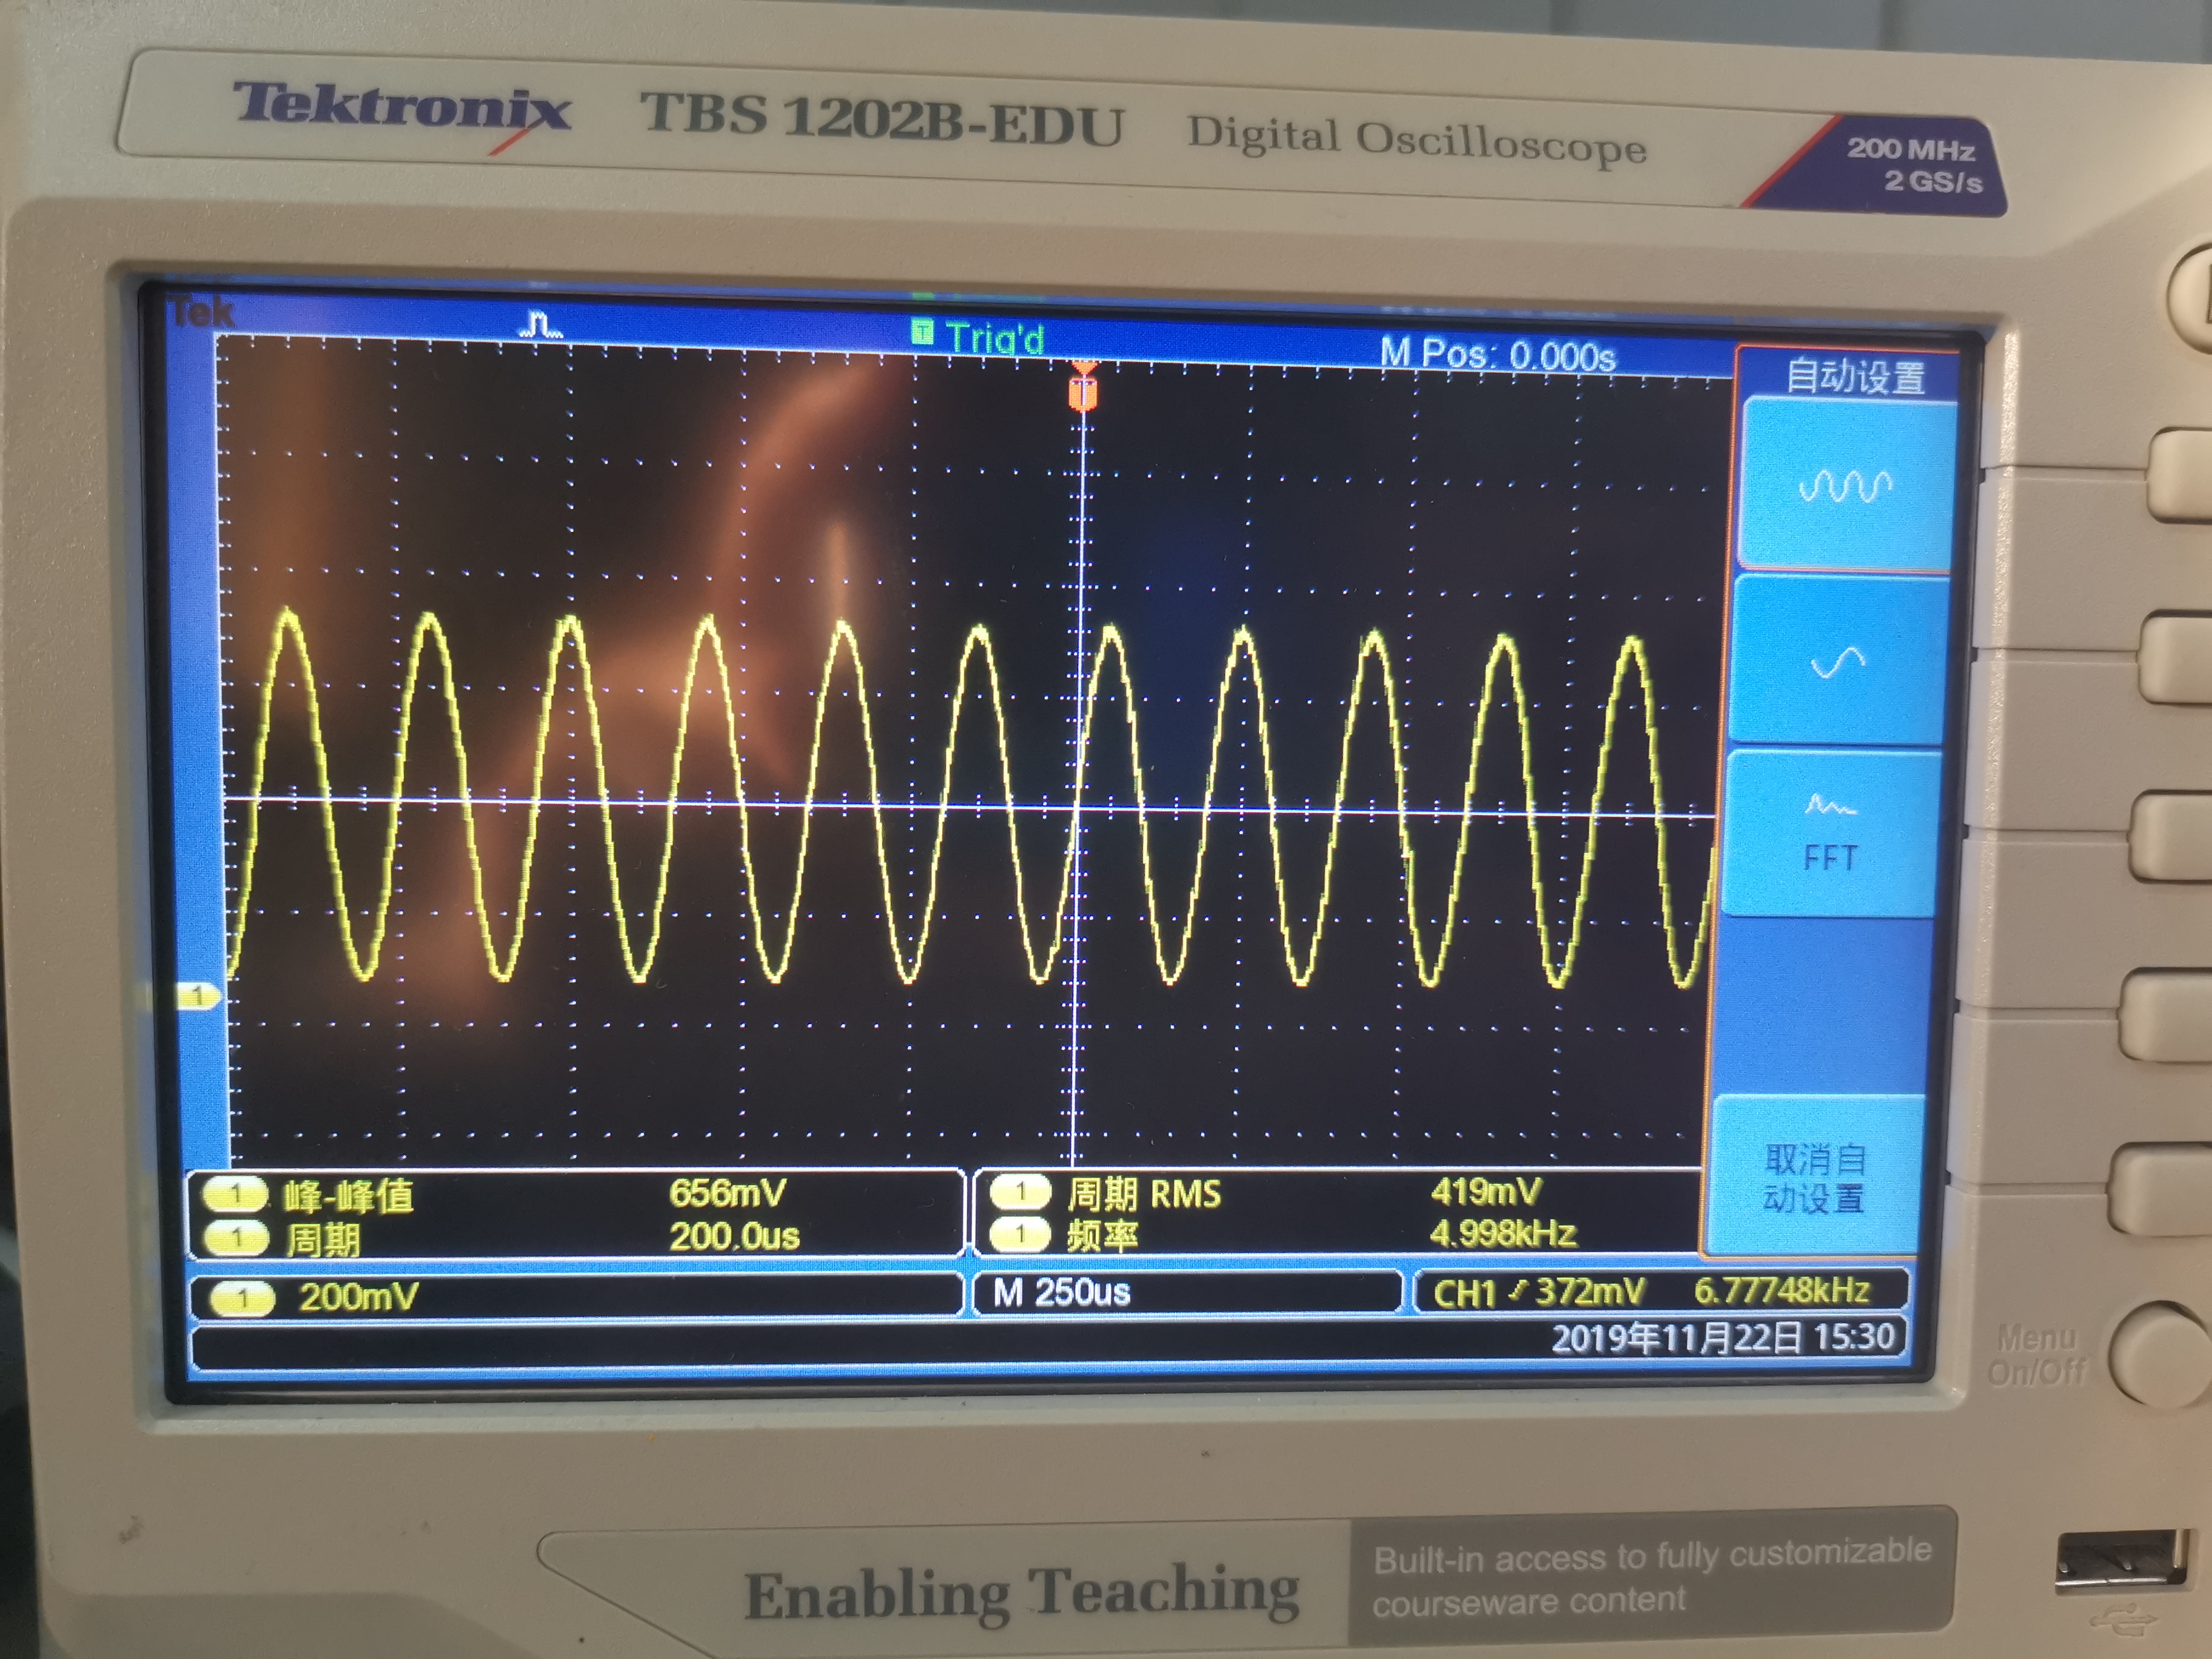 Tektronix TBS 1202B-EDU Digital Oscilloscope
200 MHz
2 GS/s
Tek
T Trig'd
M Pos: 0.000s
自动设置
T
FFT
1
取消自
动设置
1 峰-峰值 656mV
1 周期 200.0us
1 周期 RMS 419mV
1 频率 4.998kHz
1 200mV
M 250us
CH1 372mV 6.77748kHz
2019年11月22日 15:30
Menu
On/Off
Enabling Teaching
Built-in access to fully customizable
courseware content